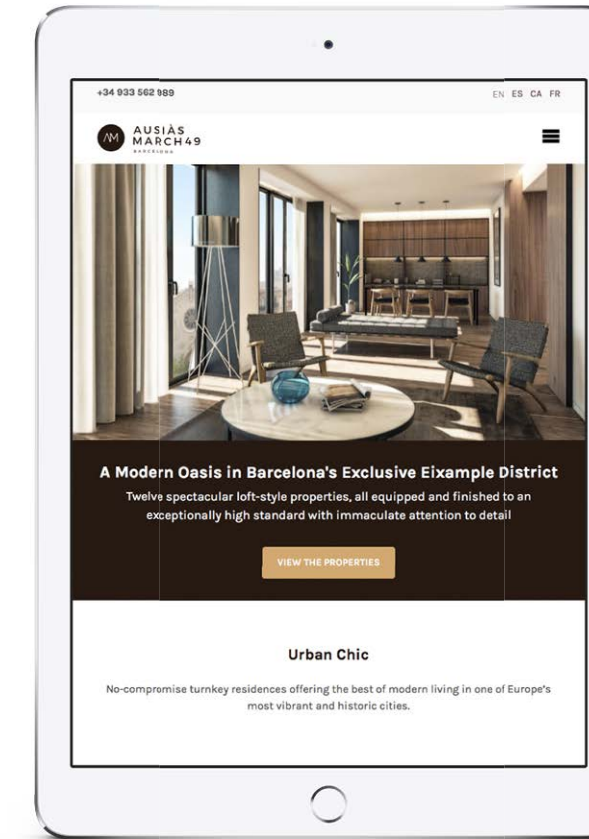 +34 933 562 989
EN ES CA FR
AM
AUSIÀS
MARCH49
BARCELONA
A Modern Oasis in Barcelona's Exclusive Eixample District
Twelve spectacular loft-style properties, all equipped and finished to an
exceptionally high standard with immaculate attention to detail
VIEW THE PROPERTIES
Urban Chic
No-compromise turnkey residences offering the best of modern living in one of Europe's
most vibrant and historic cities.